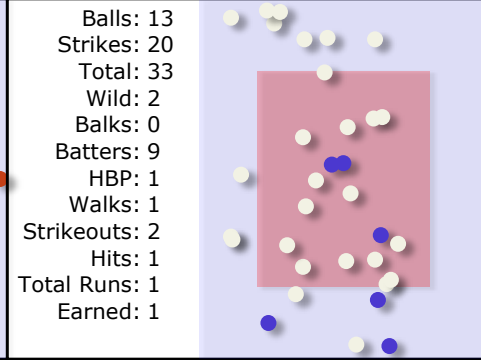 Balls: 13
Strikes: 20
Total: 33
Wild: 2
Balks: 0
Batters: 9
HBP: 1
Walks: 1
Strikeouts: 2
Hits: 1
Total Runs: 1
Earned: 1